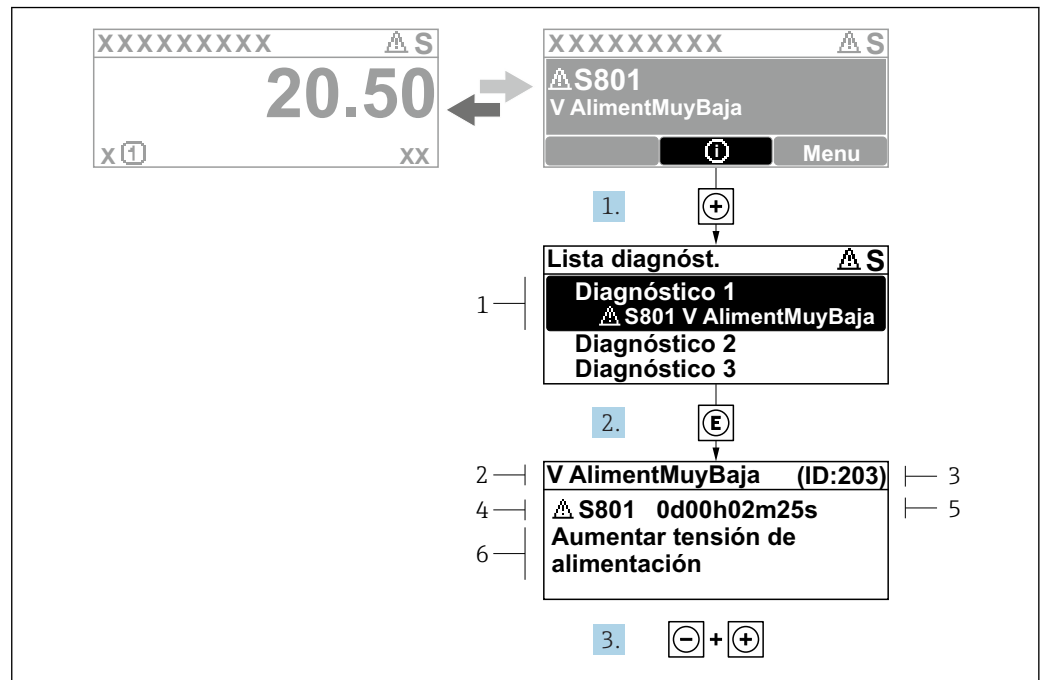 XXXXXXXXX ⚠ S
20.50
x ① xx
XXXXXXXXX ⚠ S
⚠S801
V AlimentMuyBaja
ⓘ Menu
1. +
Lista diagnóst. ⚠ S
1
Diagnóstico 1
⚠ S801 V AlimentMuyBaja
Diagnóstico 2
Diagnóstico 3
2. E
2 V AlimentMuyBaja (ID:203) 3
4 ⚠ S801 0d00h02m25s 5
6 Aumentar tensión de
alimentación
3. - + +